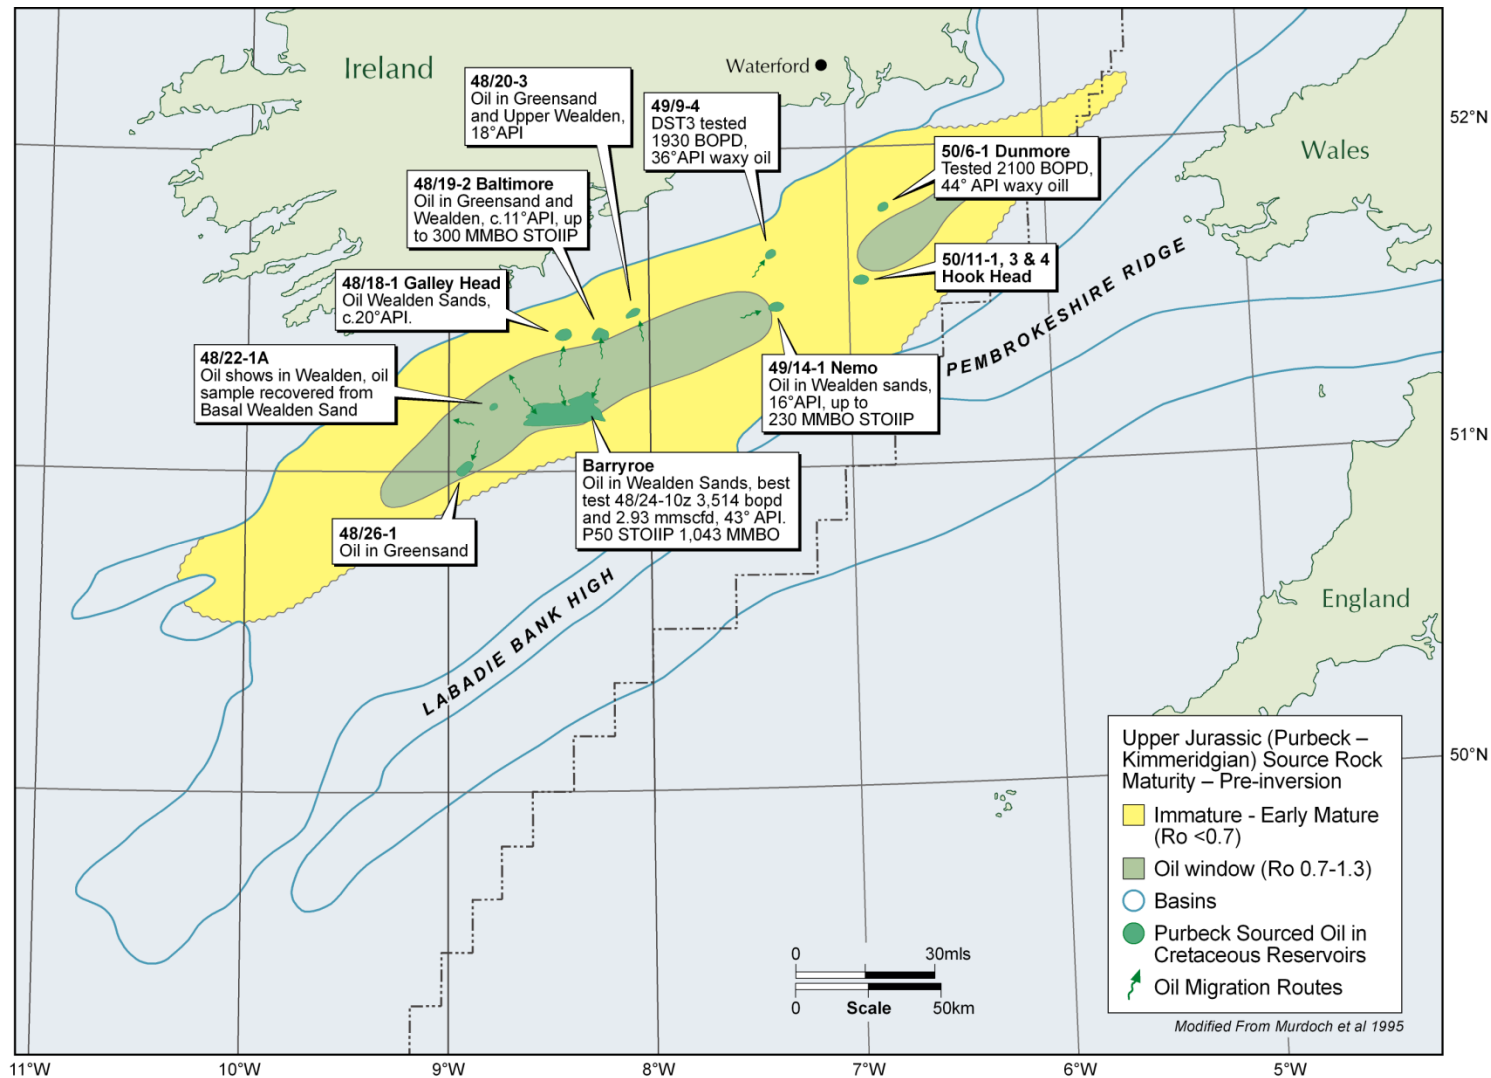 Ireland
Waterford
Wales
England
48/20-3
Oil in Greensand
and Upper Wealden,
18°API
49/9-4
DST3 tested
1930 BOPD,
36°API waxy oil
50/6-1 Dunmore
Tested 2100 BOPD,
44° API waxy oill
48/19-2 Baltimore
Oil in Greensand and
Wealden, c.11°API, up
to 300 MMBO STOIIP
50/11-1, 3 & 4
Hook Head
48/18-1 Galley Head
Oil Wealden Sands,
c.20°API.
48/22-1A
Oil shows in Wealden, oil
sample recovered from
Basal Wealden Sand
49/14-1 Nemo
Oil in Wealden sands,
16°API, up to
230 MMBO STOIIP
Barryroe
Oil in Wealden Sands, best
test 48/24-10z 3,514 bopd
and 2.93 mmscfd, 43° API.
P50 STOIIP 1,043 MMBO
48/26-1
Oil in Greensand
PEMBROKESHIRE RIDGE
LABADIE BANK HIGH
52°N
51°N
50°N
Upper Jurassic (Purbeck –
Kimmeridgian) Source Rock
Maturity – Pre-inversion
Immature - Early Mature
(Ro <0.7)
Oil window (Ro 0.7-1.3)
Basins
Purbeck Sourced Oil in
Cretaceous Reservoirs
Oil Migration Routes
Modified From Murdoch et al 1995
0 30mls
0 Scale 50km
11°W 10°W 9°W 8°W 7°W 6°W 5°W